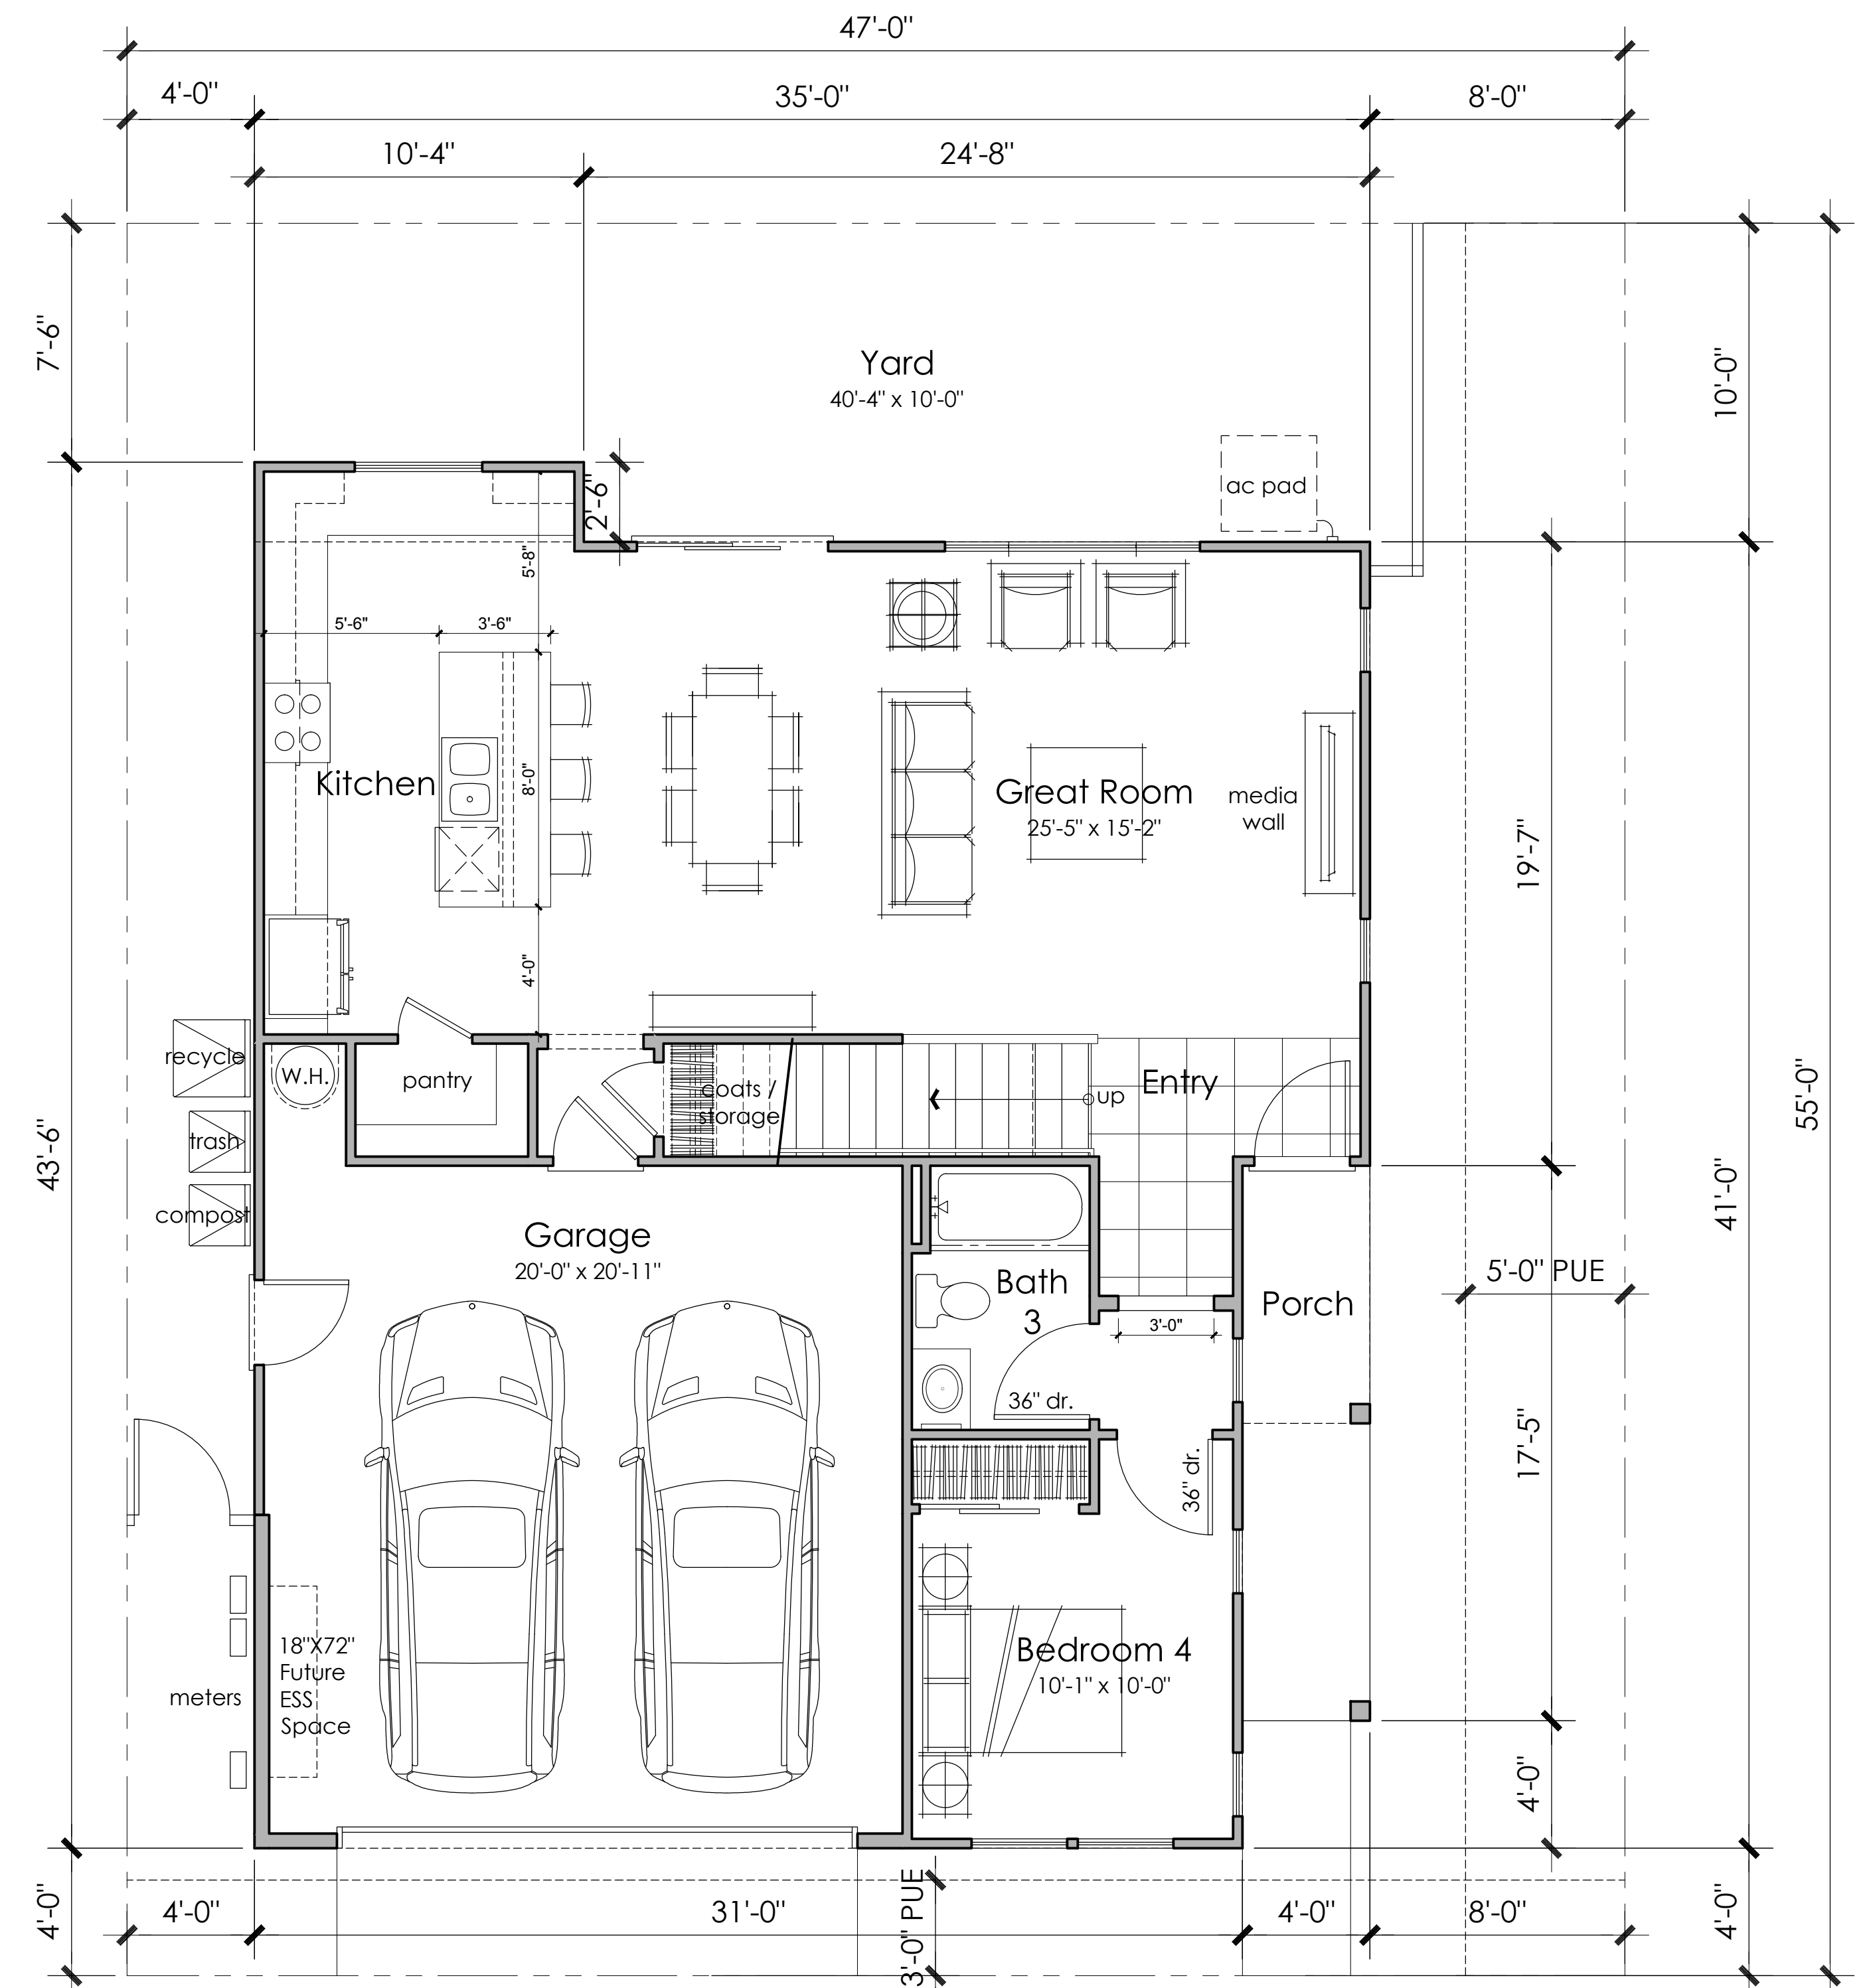 47'-0"
4'-0"
35'-0"
8'-0"
10'-4"
24'-8"
7'-6"
Yard
40'-4" x 10'-0"
10'-0"
ac pad
2'-6"
5'-8"
5'-6"
3'-6"
Kitchen
8'-0"
Great Room
25'-5" x 15'-2"
media
wall
19'-7"
4'-0"
recycle
W.H.
pantry
coats /
storage
up
Entry
trash
compost
43'-6"
55'-0"
41'-0"
Garage
20'-0" x 20'-11"
Bath
3
Porch
5'-0" PUE
3'-0"
36" dr.
36" dr.
17'-5"
18"X72"
Future
ESS
Space
meters
Bedroom 4
10'-1" x 10'-0"
4'-0"
4'-0"
4'-0"
31'-0"
3'-0" PUE
4'-0"
8'-0"
4'-0"